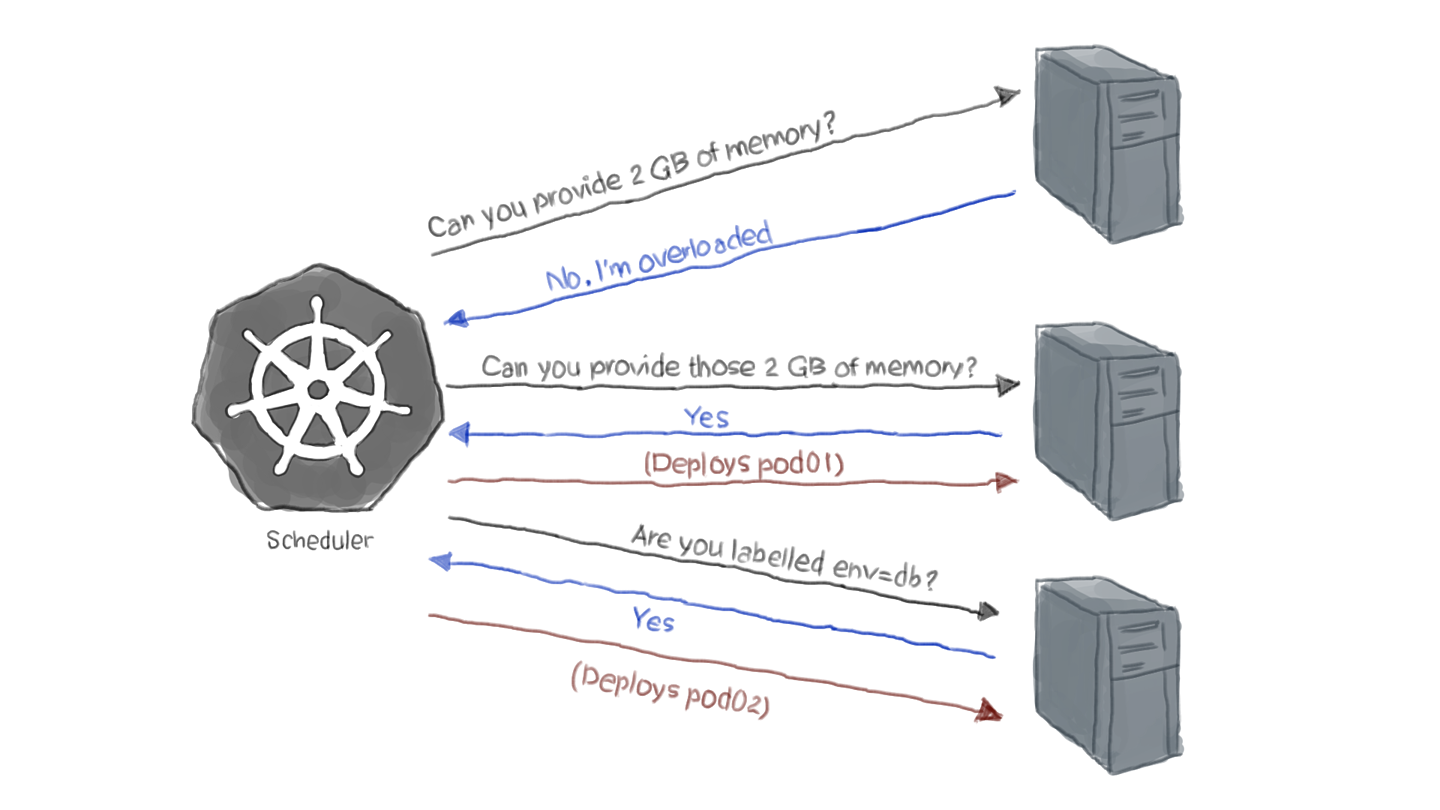 Can you provide 2 GB of memory?
No. I'm overloaded
Can you provide those 2 GB of memory?
Yes
(Deploys pod01)
Scheduler
Are you labelled env=db?
Yes
(Deploys pod02)